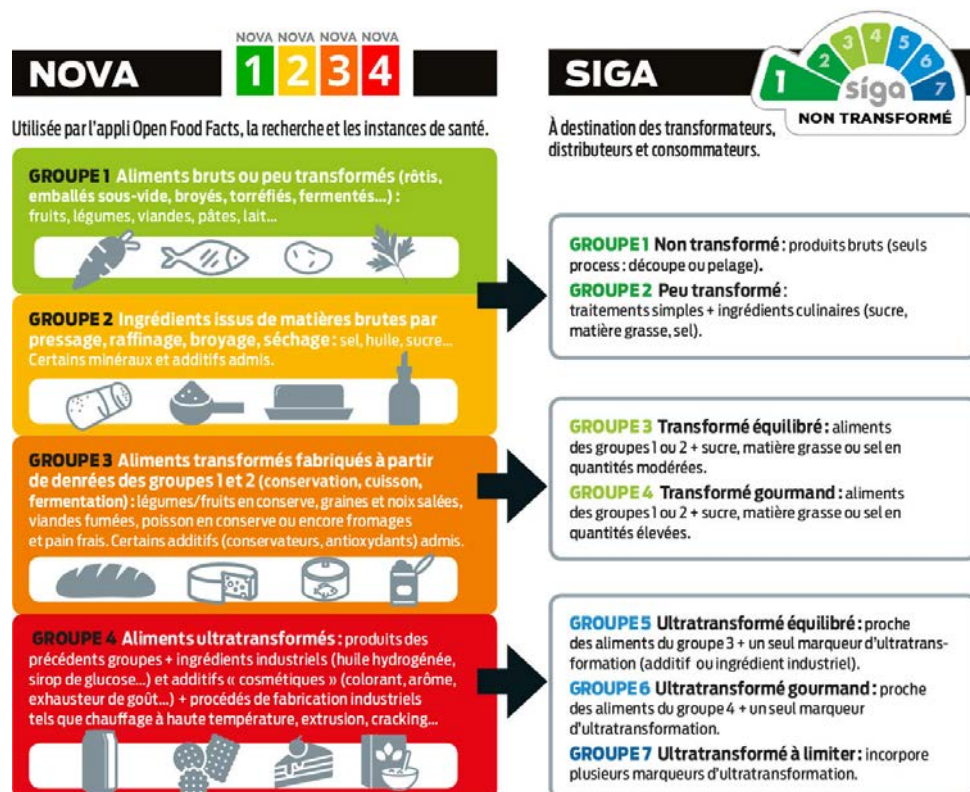 NOVA
NOVA NOVA NOVA NOVA
1 2 3 4
Utilisée par l'appli Open Food Facts, la recherche et les instances de santé.
GROUPE 1 Aliments bruts ou peu transformés (rôtis,
emballés sous-vide, broyés, torréfiés, fermentés...) :
fruits, légumes, viandes, pâtes, lait...
GROUPE 2 Ingrédients issus de matières brutes par
pressage, raffinage, broyage, séchage : sel, huile, sucre...
Certains minéraux et additifs admis.
GROUPE 3 Aliments transformés fabriqués à partir
de denrées des groupes 1 et 2 (conservation, cuisson,
fermentation) : légumes/fruits en conserve, graines et noix salées,
viandes fumées, poisson en conserve ou encore fromages
et pain frais. Certains additifs (conservateurs, antioxydants) admis.
GROUPE 4 Aliments ultratransformés : produits des
précédents groupes + ingrédients industriels (huile hydrogénée,
sirop de glucose...) et additifs « cosmétiques » (colorant, arôme,
exhausteur de goût...) + procédés de fabrication industriels
tels que chauffage à haute température, extrusion, cracking...
SIGA
1 2 3 4 5 6 7
siga
NON TRANSFORMÉ
À destination des transformateurs,
distributeurs et consommateurs.
GROUPE 1 Non transformé : produits bruts (seuls
process : découpe ou pelage).
GROUPE 2 Peu transformé :
traitements simples + ingrédients culinaires (sucre,
matière grasse, sel).
GROUPE 3 Transformé équilibré : aliments
des groupes 1 ou 2 + sucre, matière grasse ou sel en
quantités modérées.
GROUPE 4 Transformé gourmand : aliments
des groupes 1 ou 2 + sucre, matière grasse ou sel en
quantités élevées.
GROUPE 5 Ultratransformé équilibré : proche
des aliments du groupe 3 + un seul marqueur d'ultratrans-
formation (additif ou ingrédient industriel).
GROUPE 6 Ultratransformé gourmand : proche
des aliments du groupe 4 + un seul marqueur
d'ultratransformation.
GROUPE 7 Ultratransformé à limiter : incorpore
plusieurs marqueurs d'ultratransformation.